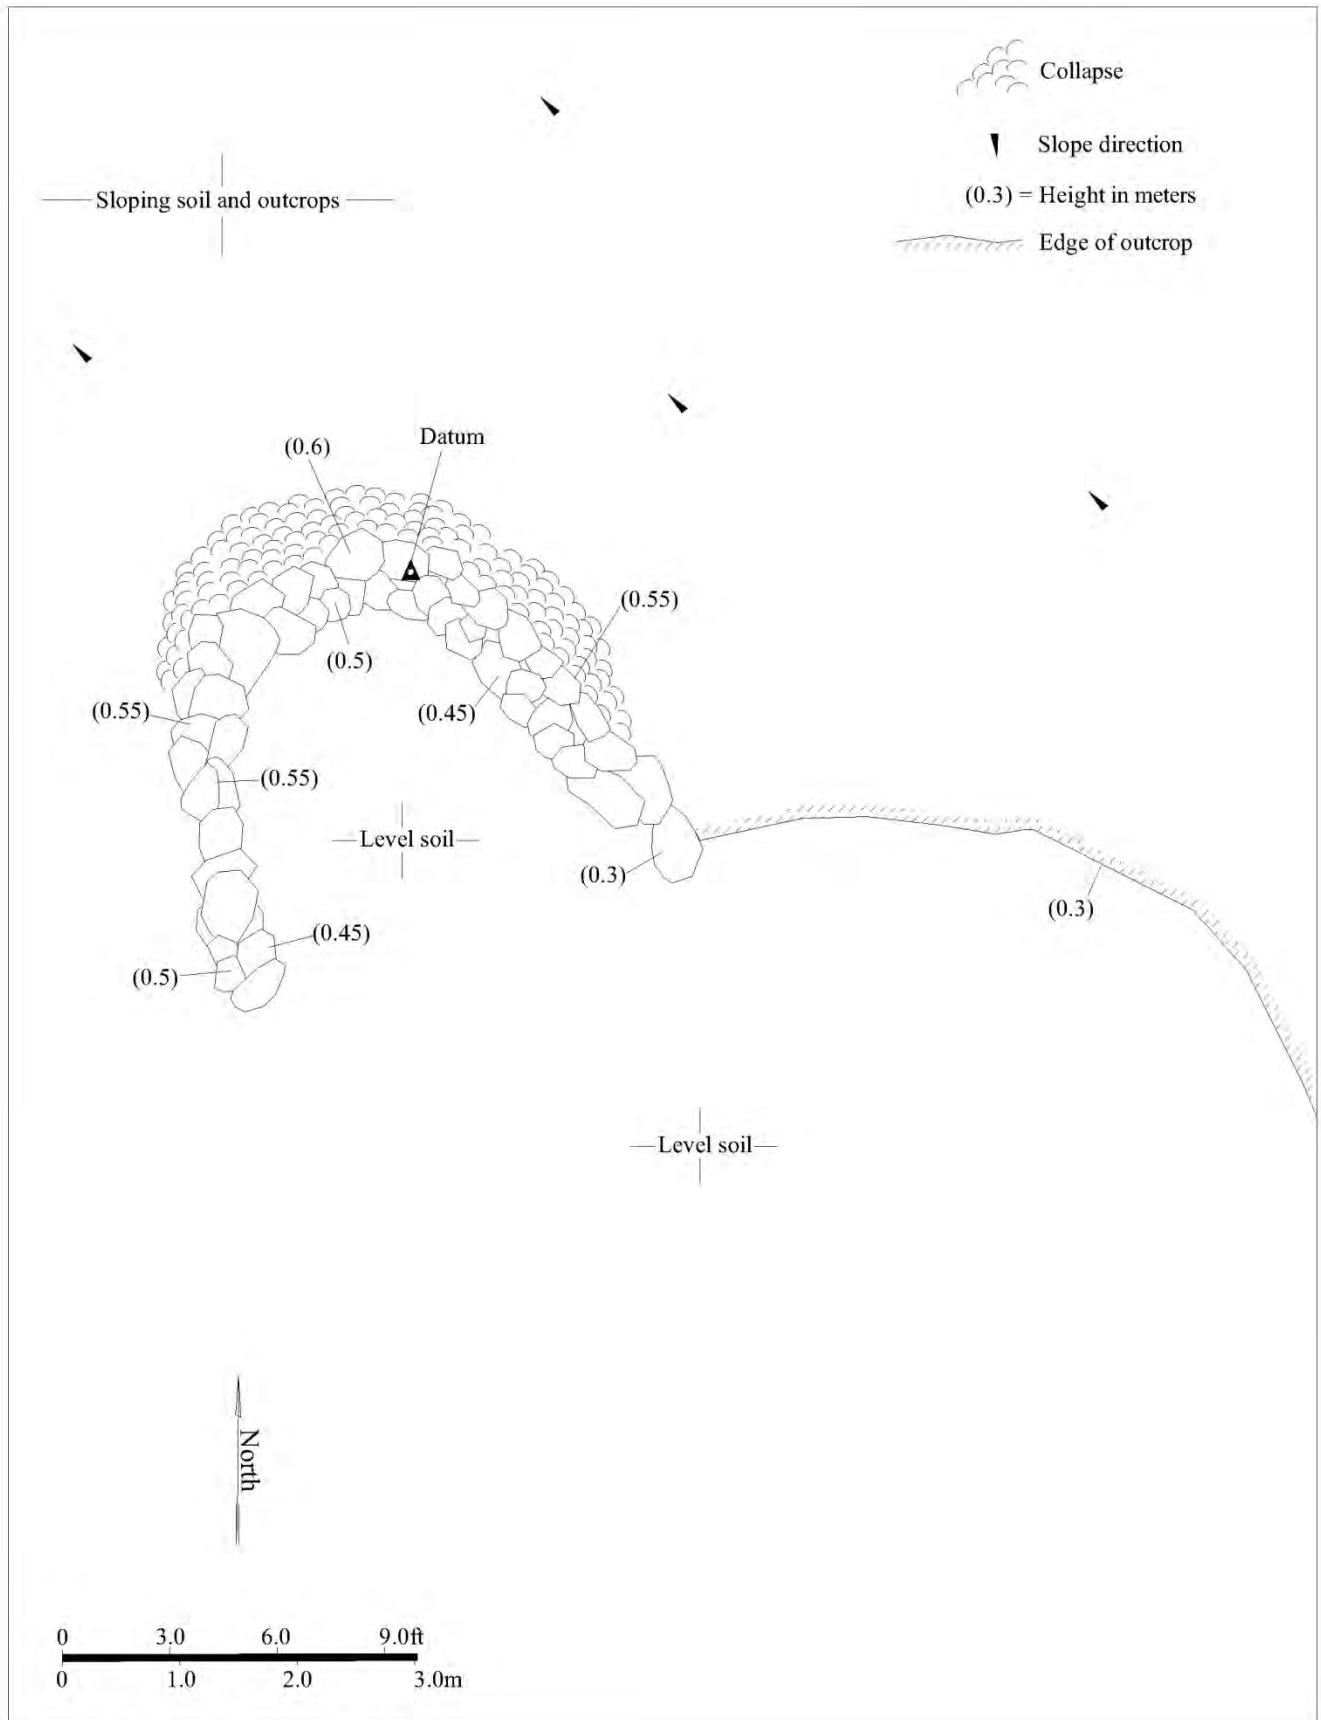 Collapse
Slope direction
Sloping soil and outcrops
(0.3) = Height in meters
Edge of outcrop
(0.6)
Datum
(0.55)
(0.5)
(0.55)
(0.45)
(0.55)
Level soil
(0.3)
(0.3)
(0.45)
(0.5)
Level soil
North
0 3.0 6.0 9.0ft
0 1.0 2.0 3.0m